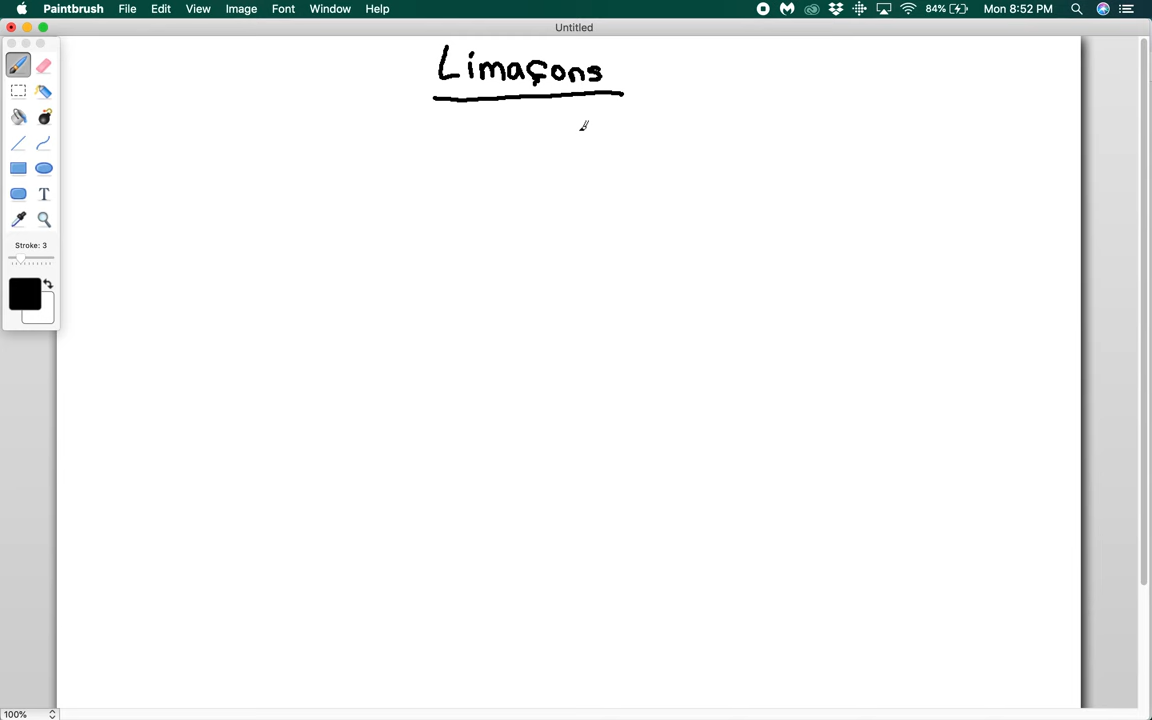 Paintbrush File Edit View Image Font Window Help 84% Mon 8:52 PM
Untitled
Limaçons
T
Stroke: 3
100%